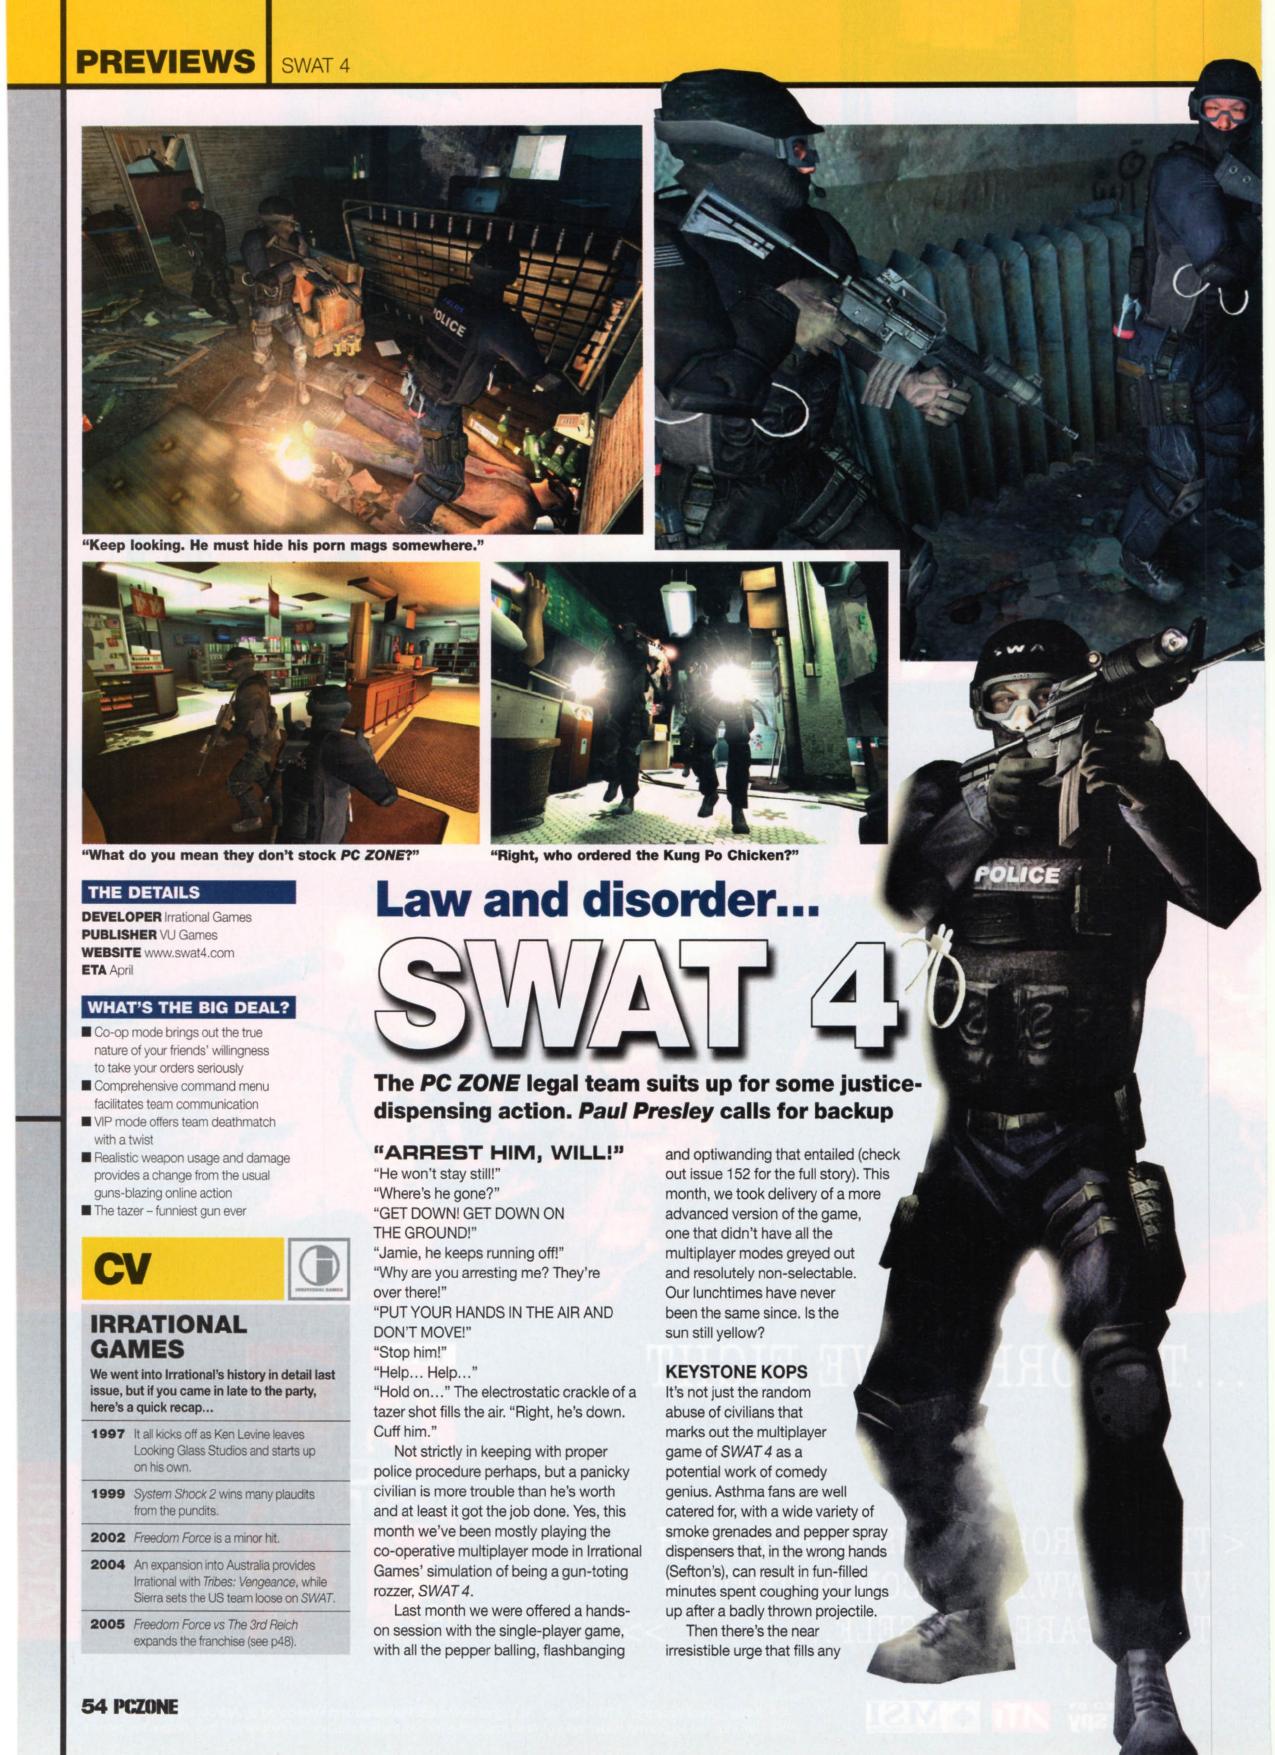 PREVIEWS
SWAT 4
POLICE
"Keep looking. He must hide his porn mags somewhere."
"What do you mean they don't stock PC ZONE?"
"Right, who ordered the Kung Po Chicken?"
SWA
POLICE
THE DETAILS
DEVELOPER Irrational Games
PUBLISHER VU Games
WEBSITE www.swat4.com
ETA April
WHAT'S THE BIG DEAL?
■ Co-op mode brings out the true
nature of your friends' willingness
to take your orders seriously
■ Comprehensive command menu
facilitates team communication
■ VIP mode offers team deathmatch
with a twist
■ Realistic weapon usage and damage
provides a change from the usual
guns-blazing online action
■ The tazer – funniest gun ever
CV
IRRATIONAL GAMES
IRRATIONAL
GAMES
We went into Irrational's history in detail last
issue, but if you came in late to the party,
here's a quick recap...
1997 It all kicks off as Ken Levine leaves
Looking Glass Studios and starts up
on his own.
1999 System Shock 2 wins many plaudits
from the pundits.
2002 Freedom Force is a minor hit.
2004 An expansion into Australia provides
Irrational with Tribes: Vengeance, while
Sierra sets the US team loose on SWAT.
2005 Freedom Force vs The 3rd Reich
expands the franchise (see p48).
Law and disorder...
SWAT 4
The PC ZONE legal team suits up for some justice-
dispensing action. Paul Presley calls for backup
"ARREST HIM, WILL!"
"He won't stay still!"
"Where's he gone?"
"GET DOWN! GET DOWN ON
THE GROUND!"
"Jamie, he keeps running off!"
"Why are you arresting me? They're
over there!"
"PUT YOUR HANDS IN THE AIR AND
DON'T MOVE!"
"Stop him!"
"Help... Help..."
"Hold on..." The electrostatic crackle of a
tazer shot fills the air. "Right, he's down.
Cuff him."
Not strictly in keeping with proper
police procedure perhaps, but a panicky
civilian is more trouble than he's worth
and at least it got the job done. Yes, this
month we've been mostly playing the
co-operative multiplayer mode in Irrational
Games' simulation of being a gun-toting
rozzer, SWAT 4.
Last month we were offered a hands-
on session with the single-player game,
with all the pepper balling, flashbanging
and optiwanding that entailed (check
out issue 152 for the full story). This
month, we took delivery of a more
advanced version of the game,
one that didn't have all the
multiplayer modes greyed out
and resolutely non-selectable.
Our lunchtimes have never
been the same since. Is the
sun still yellow?
KEYSTONE KOPS
It's not just the random
abuse of civilians that
marks out the multiplayer
game of SWAT 4 as a
potential work of comedy
genius. Asthma fans are well
catered for, with a wide variety of
smoke grenades and pepper spray
dispensers that, in the wrong hands
(Sefton's), can result in fun-filled
minutes spent coughing your lungs
up after a badly thrown projectile.
Then there's the near
irresistible urge that fills any
54 PCZONE